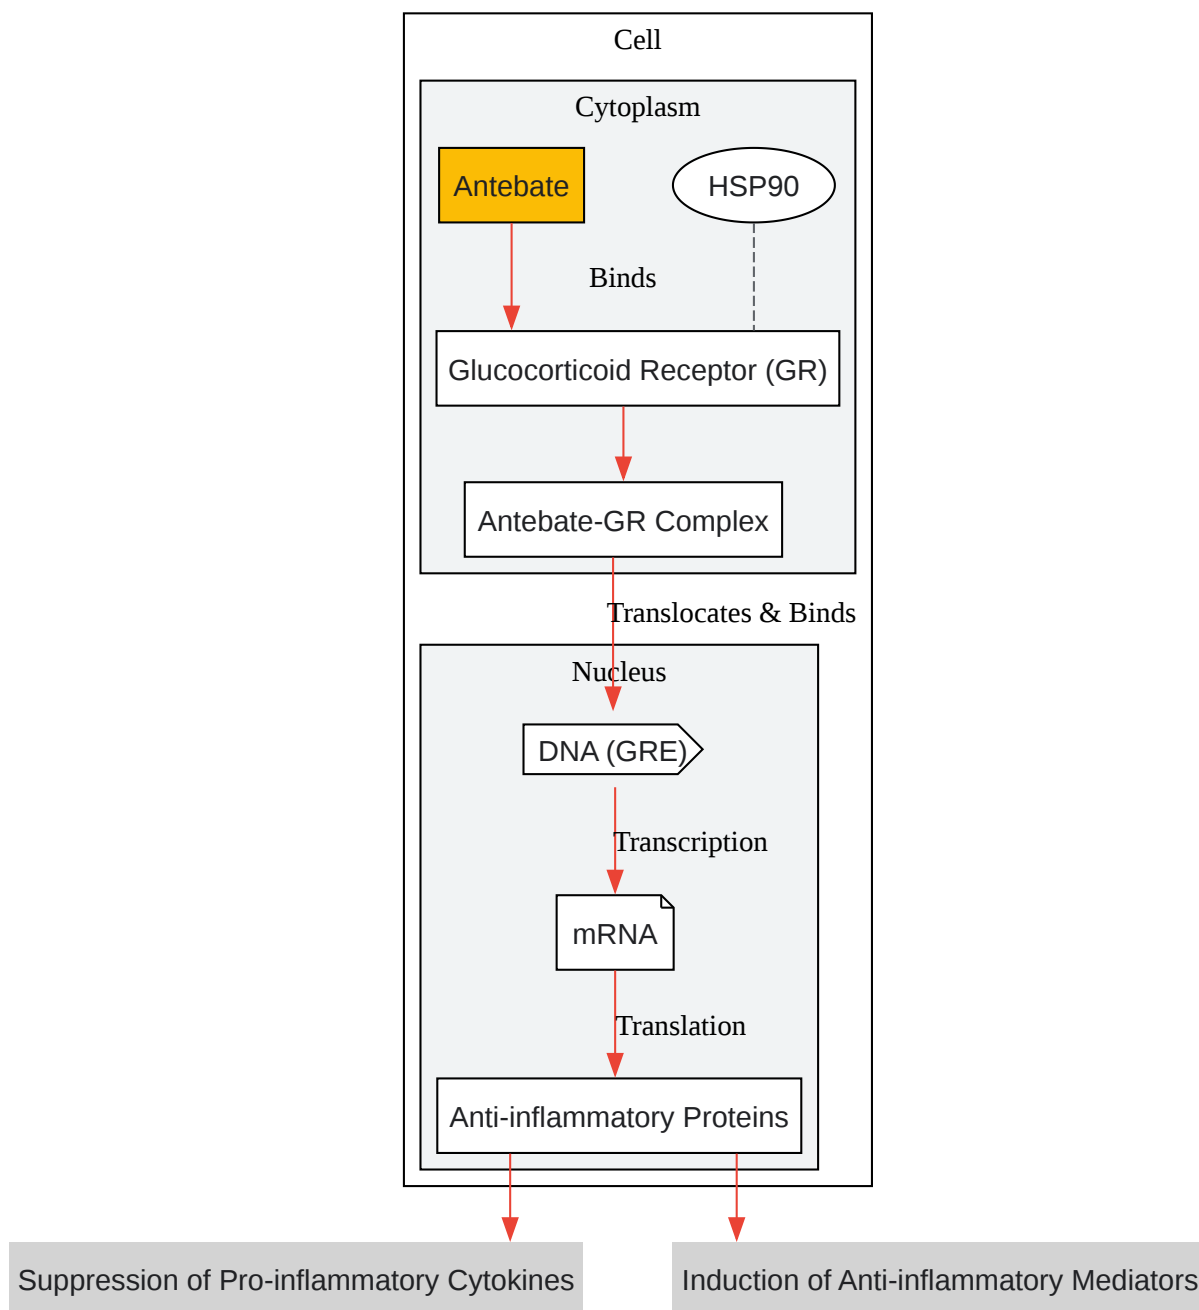 Cell
Cytoplasm
Antebate
HSP90
Binds
Glucocorticoid Receptor (GR)
Antebate-GR Complex
Translocates & Binds
Nucleus
DNA (GRE)
Transcription
mRNA
Translation
Anti-inflammatory Proteins
Suppression of Pro-inflammatory Cytokines
Induction of Anti-inflammatory Mediators